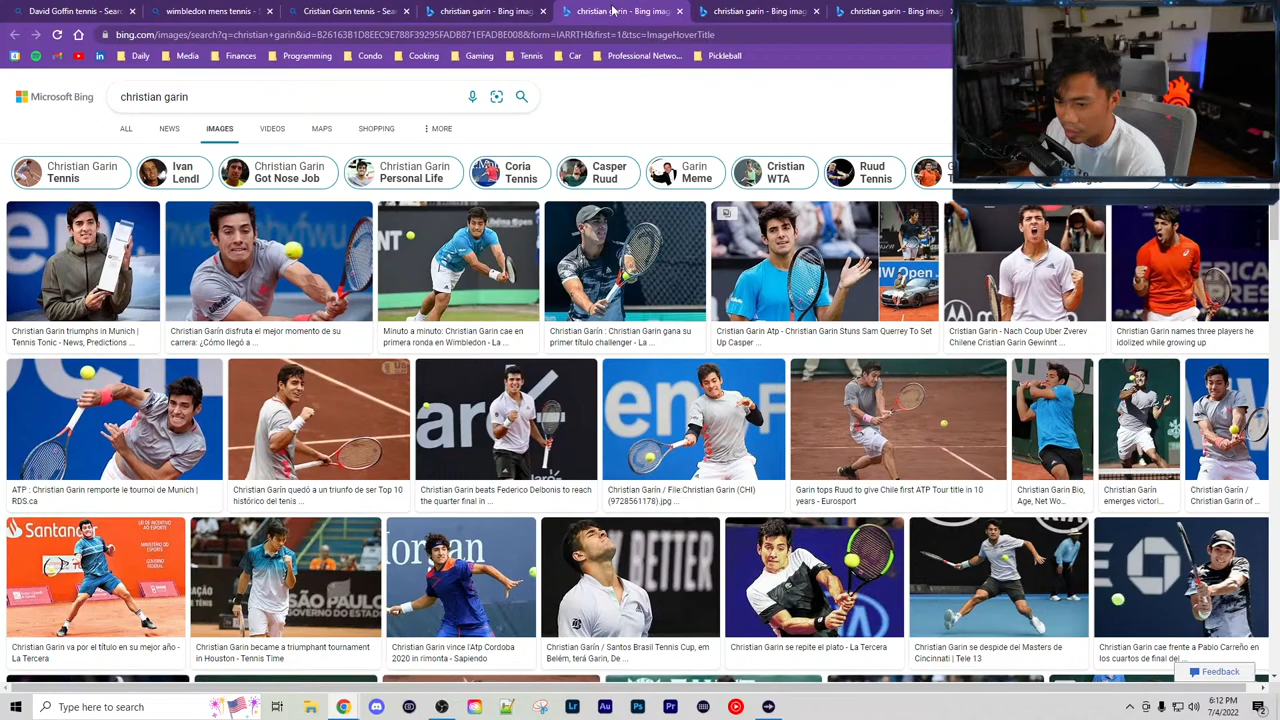 David Goffin tennis - Sear
wimbledon mens tennis - S
Cristian Garin tennis - Sear
christian garin - Bing imag
christian garin - Bing imag
christian garin - Bing imag
christian garin - Bing imag
bing.com/images/search?q=christian+garin&id=82616381D8EEC9E788F39295FADB871EFADBE008&form=IARRTH&first=1&tsc=ImageHoverTitle
Daily
Media
Finances
Programming
Condo
Cooking
Gaming
Tennis
Car
Professional Netwo...
Pickleball
Microsoft Bing
christian garin
ALL
NEWS
IMAGES
VIDEOS
MAPS
SHOPPING
MORE
Christian Garin
Tennis
Ivan
Lendl
Christian Garin
Got Nose Job
Christian Garin
Personal Life
Coria
Tennis
Casper
Ruud
Garin
Meme
Cristian
WTA
Ruud
Tennis
Christian Garin triumphs in Munich |
Tennis Tonic - News, Predictions ...
Christian Garín disfruta el mejor momento de su
carrera: ¿Cómo llegó a ...
Minuto a minuto: Christian Garin cae en
primera ronda en Wimbledon - La ...
Christian Garín : Christian Garin gana su
primer título challenger - La ...
Christian Garin Atp - Christian Garin Stuns Sam Querrey To Set
Up Casper ...
Christian Garin - Nach Coup Uber Zverev
Chilene Cristian Garin Gewinnt ...
Christian Garin names three players he
idolized while growing up
ATP : Christian Garin remporte le tournoi de Munich |
RDS.ca
Christian Garín quedó a un triunfo de ser Top 10
histórico del tenis ...
Christian Garin beats Federico Delbonis to reach
the quarter final in ...
Christian Garín / File:Christian Garin (CHI)
(9728561178).jpg ...
Garin tops Ruud to give Chile first ATP Tour title in 10
years - Eurosport
Christian Garin Bio,
Age, Net Wo...
Christian Garin
emerges victori...
Christian Garín /
Christian Garin of ...
Santander
Christian Garin va por el título en su mejor año -
La Tercera
SÃO PAULO
GOVERNO DO ESTADO
Christian Garin became a triumphant tournament
in Houston - Tennis Time
Christian Garin vince l'Atp Cordoba
2020 in rimonta - Sapiendo
BETTER
Christian Garín / Santos Brasil Tennis Cup, em
Belém, terá Garín, De ...
Christian Garin se repite el plato - La Tercera
Christian Garin se despide del Masters de
Cincinnati | Tele 13
CHASE
Christian Garin cae frente a Pablo Carreño en
los cuartos de final del ...
Feedback
Type here to search
6:12 PM
7/4/2022